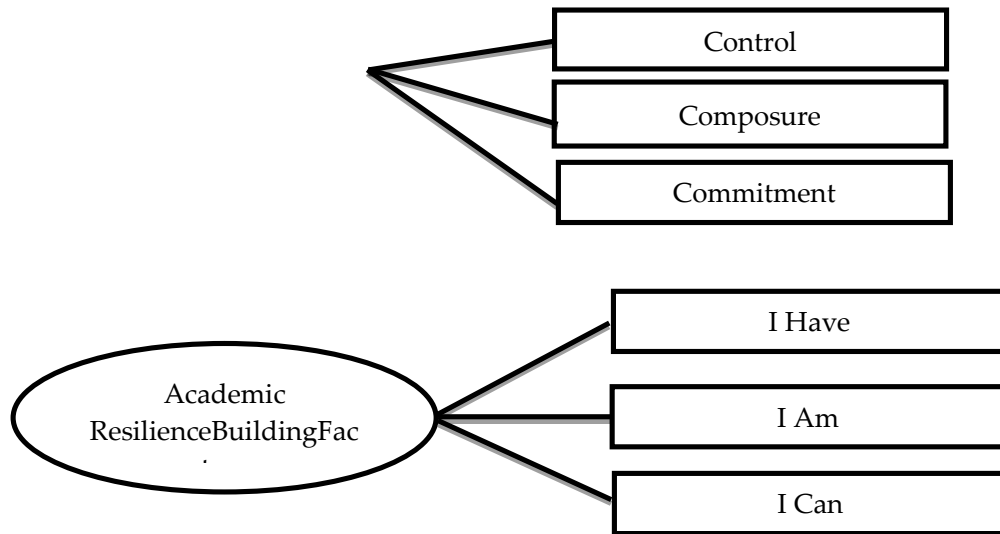 Control
Composure
Commitment
I Have
Academic
ResilienceBuildingFac
I Am
I Can